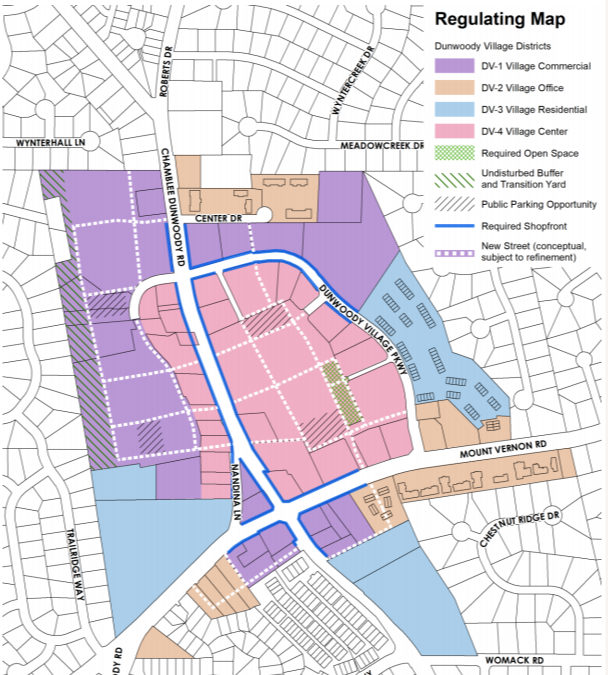 Regulating Map
Dunwoody Village Districts
DV-1 Village Commercial
DV-2 Village Office
DV-3 Village Residential
DV-4 Village Center
Required Open Space
Undisturbed Buffer
and Transition Yard
Public Parking Opportunity
Required Shopfront
New Street (conceptual,
subject to refinement)
ROBERTS DR
WYNTERCREEK DR
WYNTERHALL LN
MEADOWCREEK DR
CHAMBLEE DUNWOODY RD
CENTER DR
DUNWOODY VILLAGE PKWY
MOUNT VERNON RD
NANDINA LN
CHESTNUT RIDGE DR
TRAILRIDGE WAY
WOMACK RD
DY RD